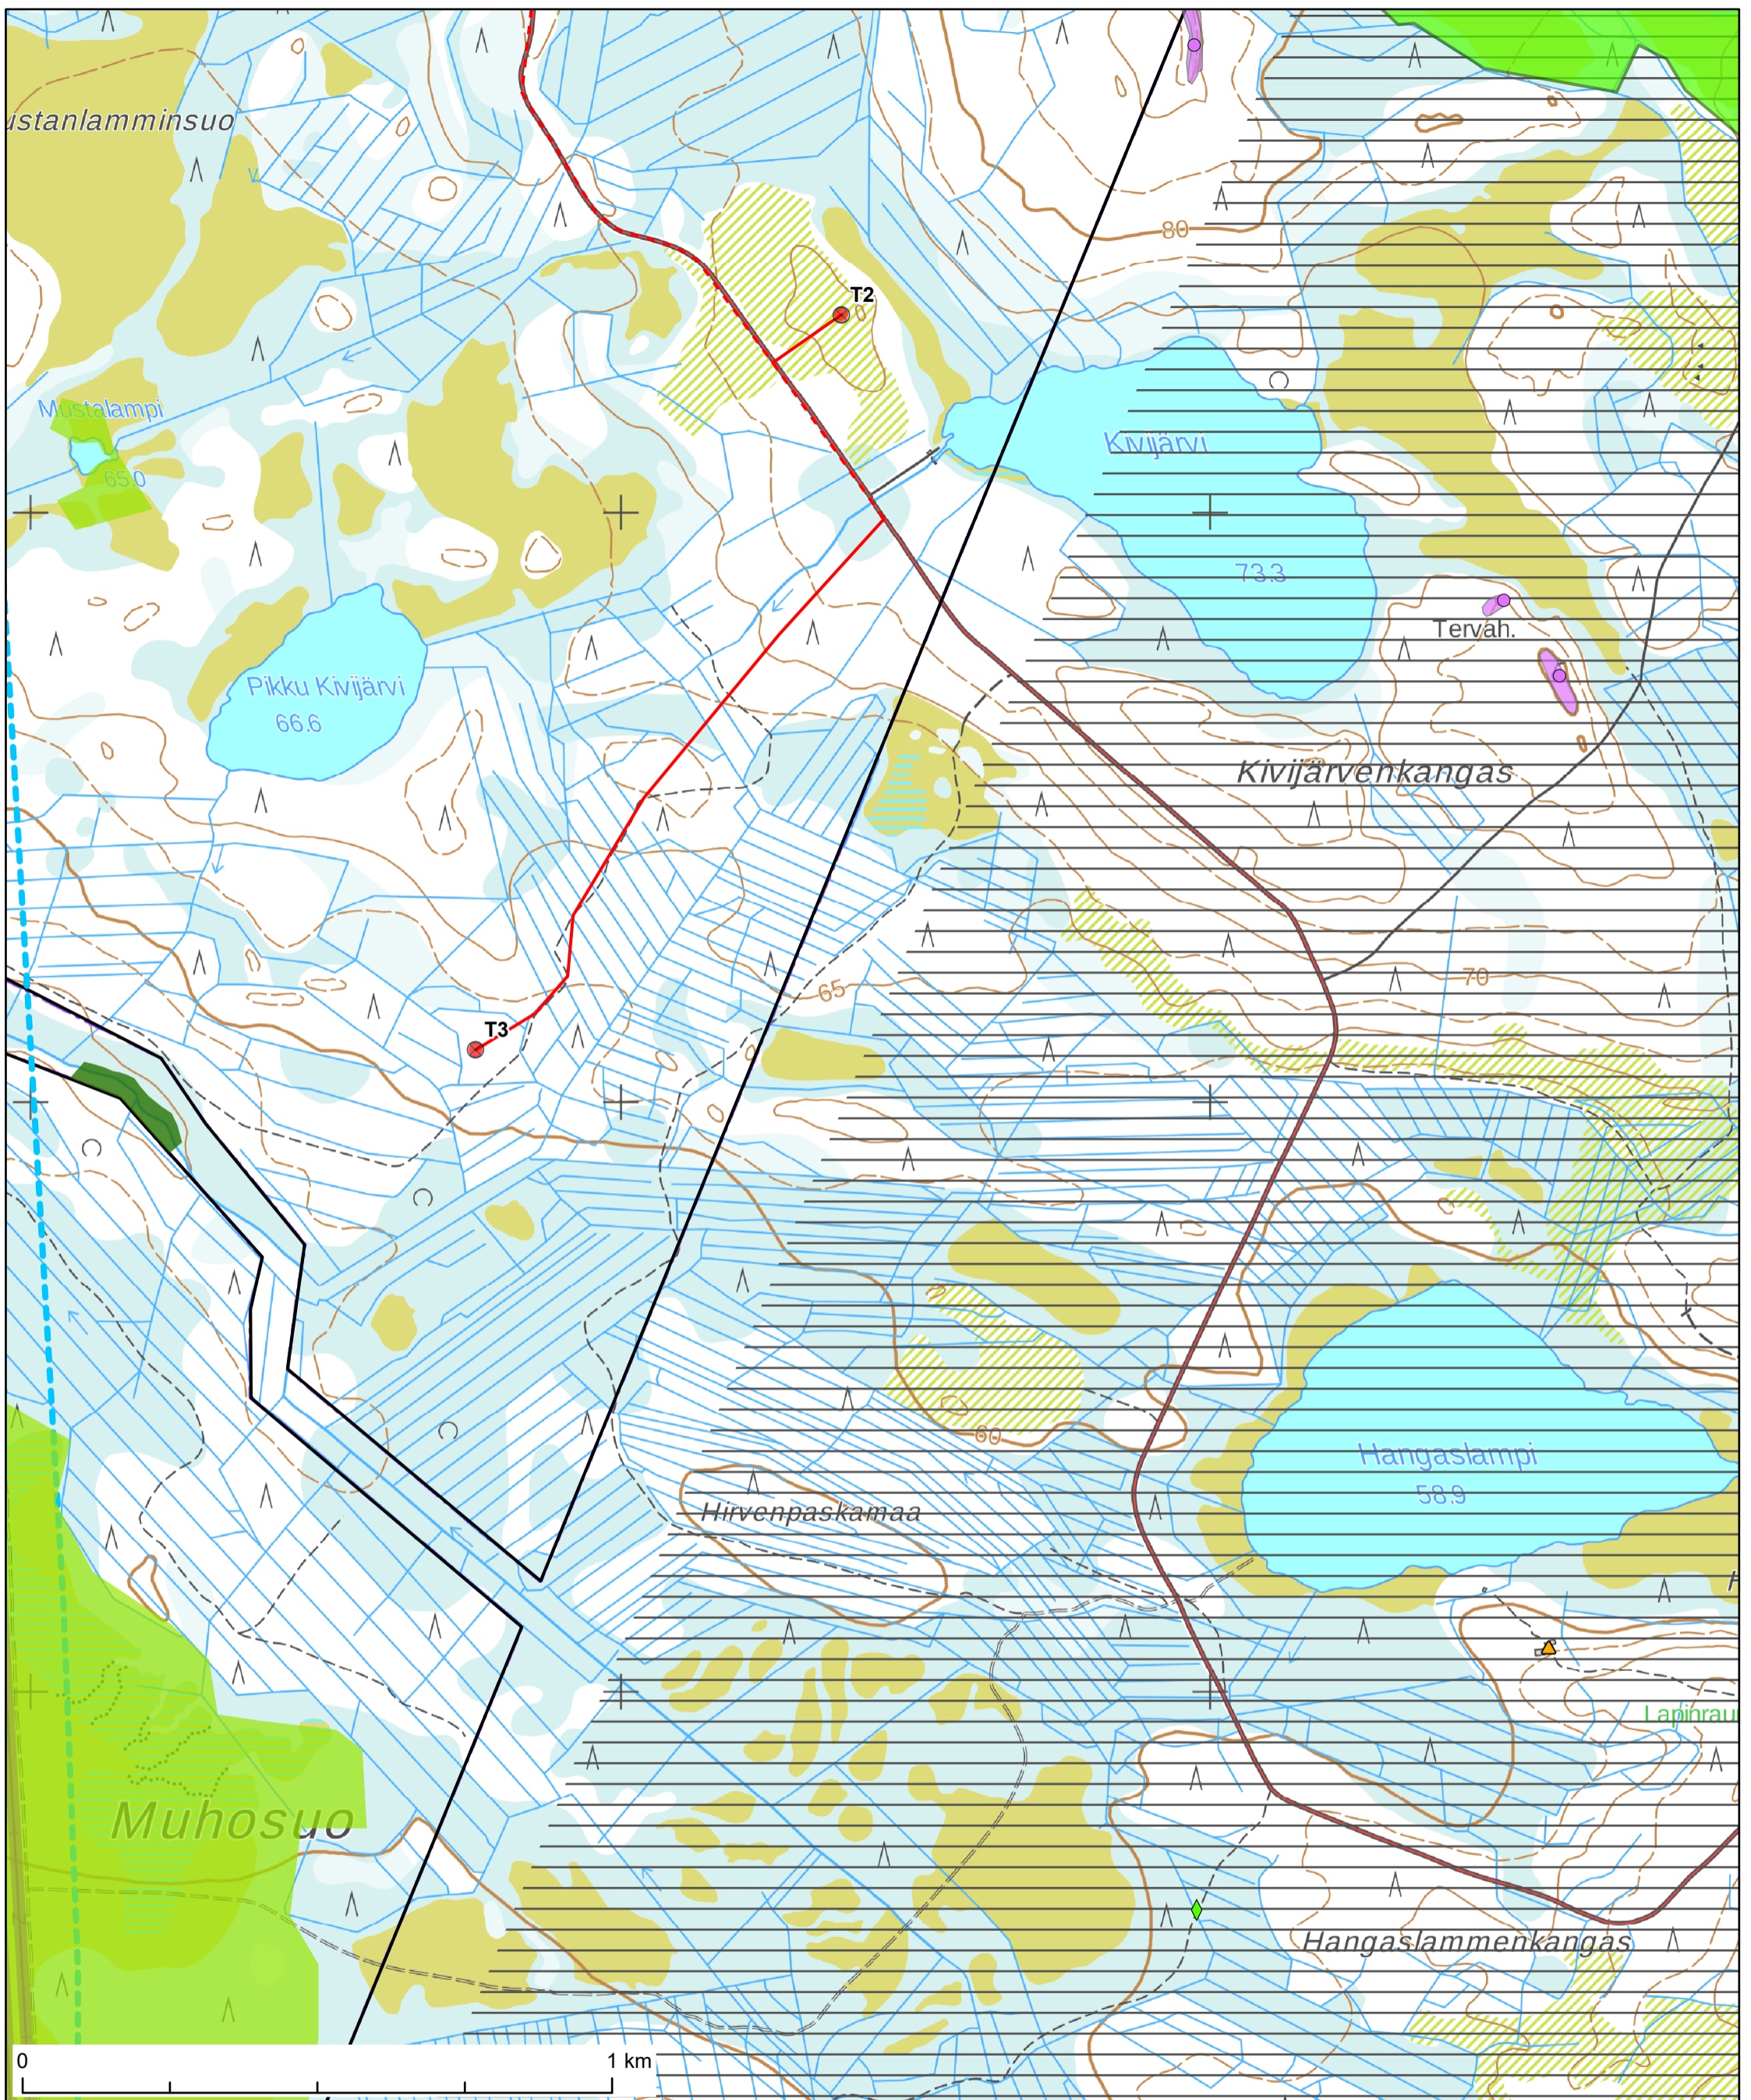 ustanlamminsuo
80
T2
Mustalampi
65.0
Kivijärvi
73.3
Tervah.
Pikku Kivijärvi
66.6
Kivijärvenkangas
70
65
T3
60
Hangaslampi
58.9
Hirvenpaskamaa
H
Lapinrau
Muhosuo
Hangaslammenkangas
0
1 km